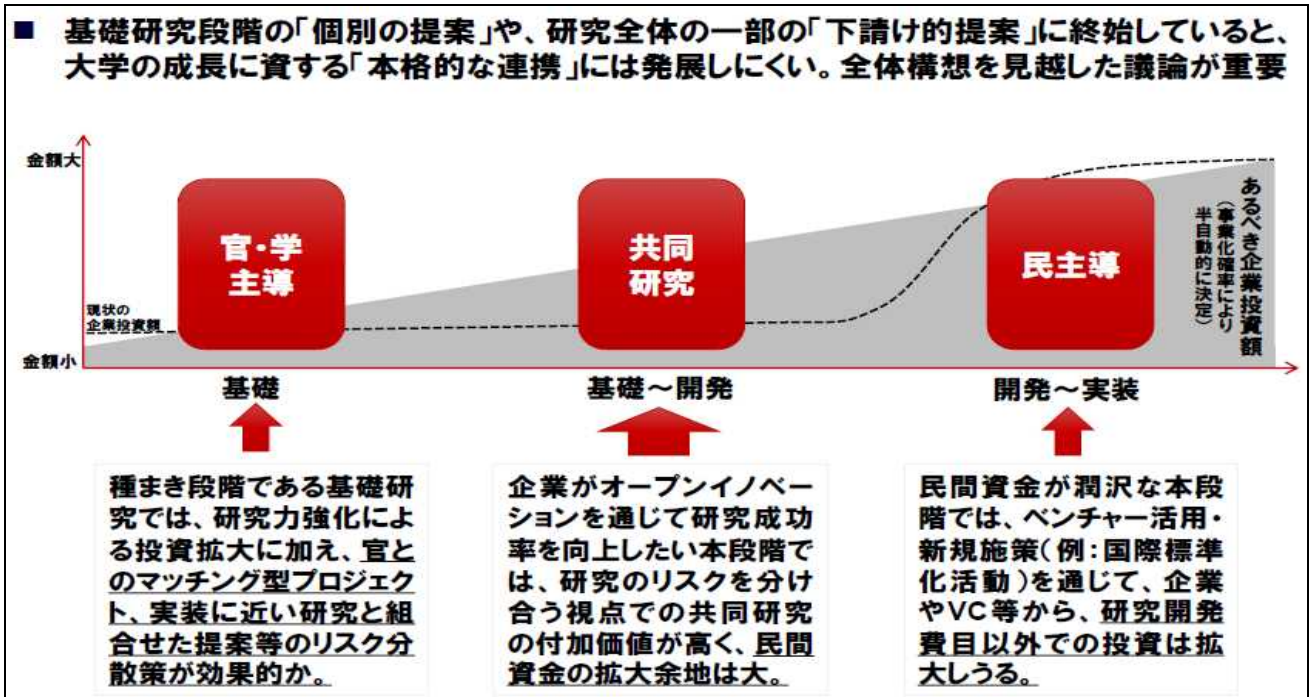 ■ 基礎研究段階の「個別の提案」や、研究全体の一部の「下請け的提案」に終始していると、
大学の成長に資する「本格的な連携」には発展しにくい。全体構想を見越した議論が重要
金額大
官・学
主導
共同
研究
民主導
あるべき企業投資額
(事業化確率により
半自動的に決定)
現状の
企業投資額
金額小
基礎
基礎～開発
開発～実装
種まき段階である基礎研
究では、研究力強化によ
る投資拡大に加え、官と
のマッチング型プロジェク
ト、実装に近い研究と組
合せた提案等のリスク分
散策が効果的か。
企業がオープンイノベー
ションを通じて研究成功
率を向上したい本段階で
は、研究のリスクを分け
合う視点での共同研究
の付加価値が高く、民間
資金の拡大余地は大。
民間資金が潤沢な本段
階では、ベンチャー活用・
新規施策(例:国際標準
化活動)を通じて、企業
やVC等から、研究開発
費目以外での投資は拡
大しうる。